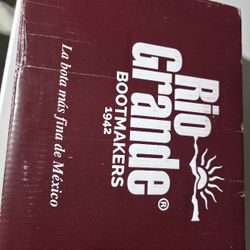 Rio
Grande®
BOOTMAKERS
1942
La bota más fina de México